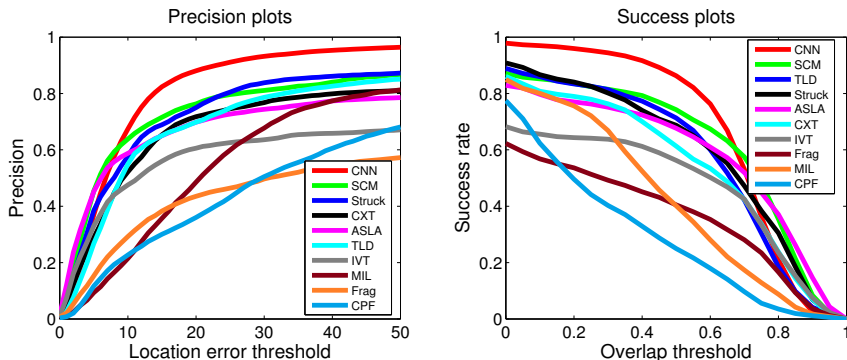 Precision plots
Precision
1
0.8
0.6
0.4
0.2
0
0 10 20 30 40 50
Location error threshold
CNN
SCM
Struck
CXT
ASLA
TLD
IVT
MIL
Frag
CPF
Success plots
Success rate
1
0.8
0.6
0.4
0.2
0
0 0.2 0.4 0.6 0.8 1
Overlap threshold
CNN
SCM
TLD
Struck
ASLA
CXT
IVT
Frag
MIL
CPF